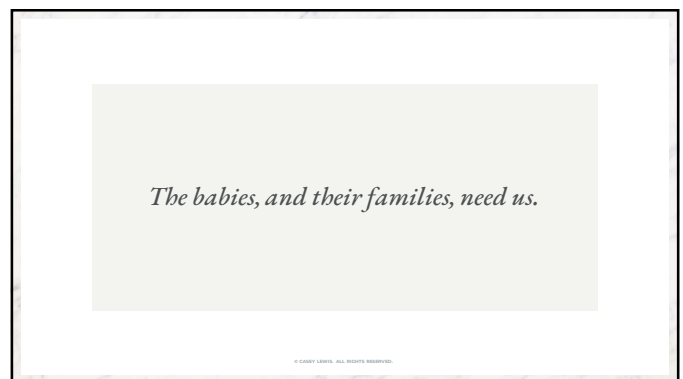 The babies, and their families, need us.
© CASEY LEWIS. ALL RIGHTS RESERVED.